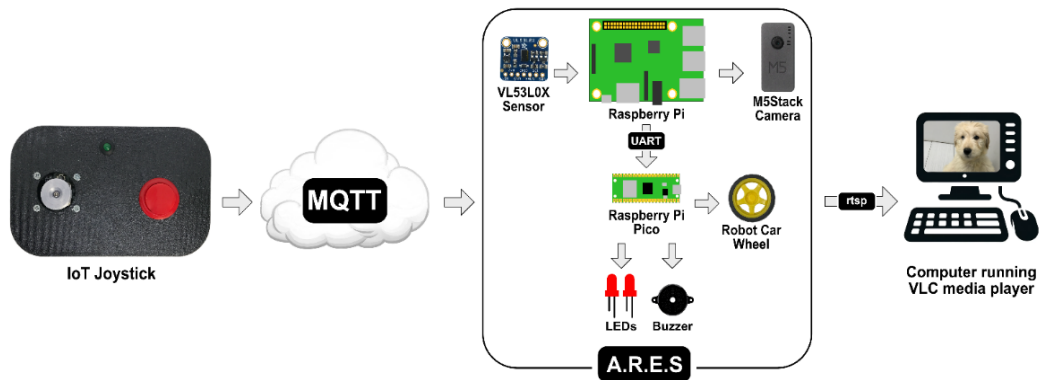 IoT Joystick
MQTT
VL53L0X
Sensor
Raspberry Pi
M5
M5Stack
Camera
UART
Raspberry Pi
Pico
Robot Car
Wheel
LEDs
Buzzer
A.R.E.S
rtsp
Computer running
VLC media player